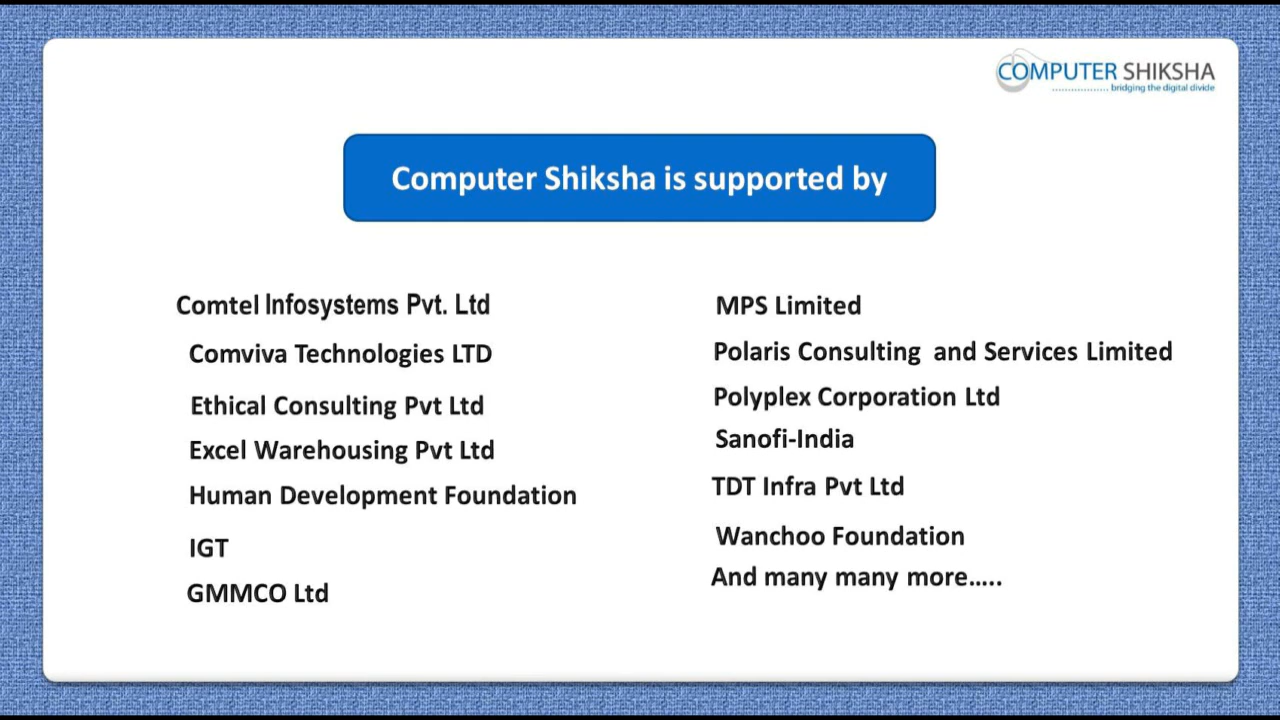 COMPUTER SHIKSHA
bridging the digital divide
Computer Shiksha is supported by
Comtel Infosystems Pvt. Ltd
Comviva Technologies LTD
Ethical Consulting Pvt Ltd
Excel Warehousing Pvt Ltd
Human Development Foundation
IGT
GMMCO Ltd
MPS Limited
Polaris Consulting and Services Limited
Polyplex Corporation Ltd
Sanofi-India
TDT Infra Pvt Ltd
Wanchoo Foundation
And many many more.....